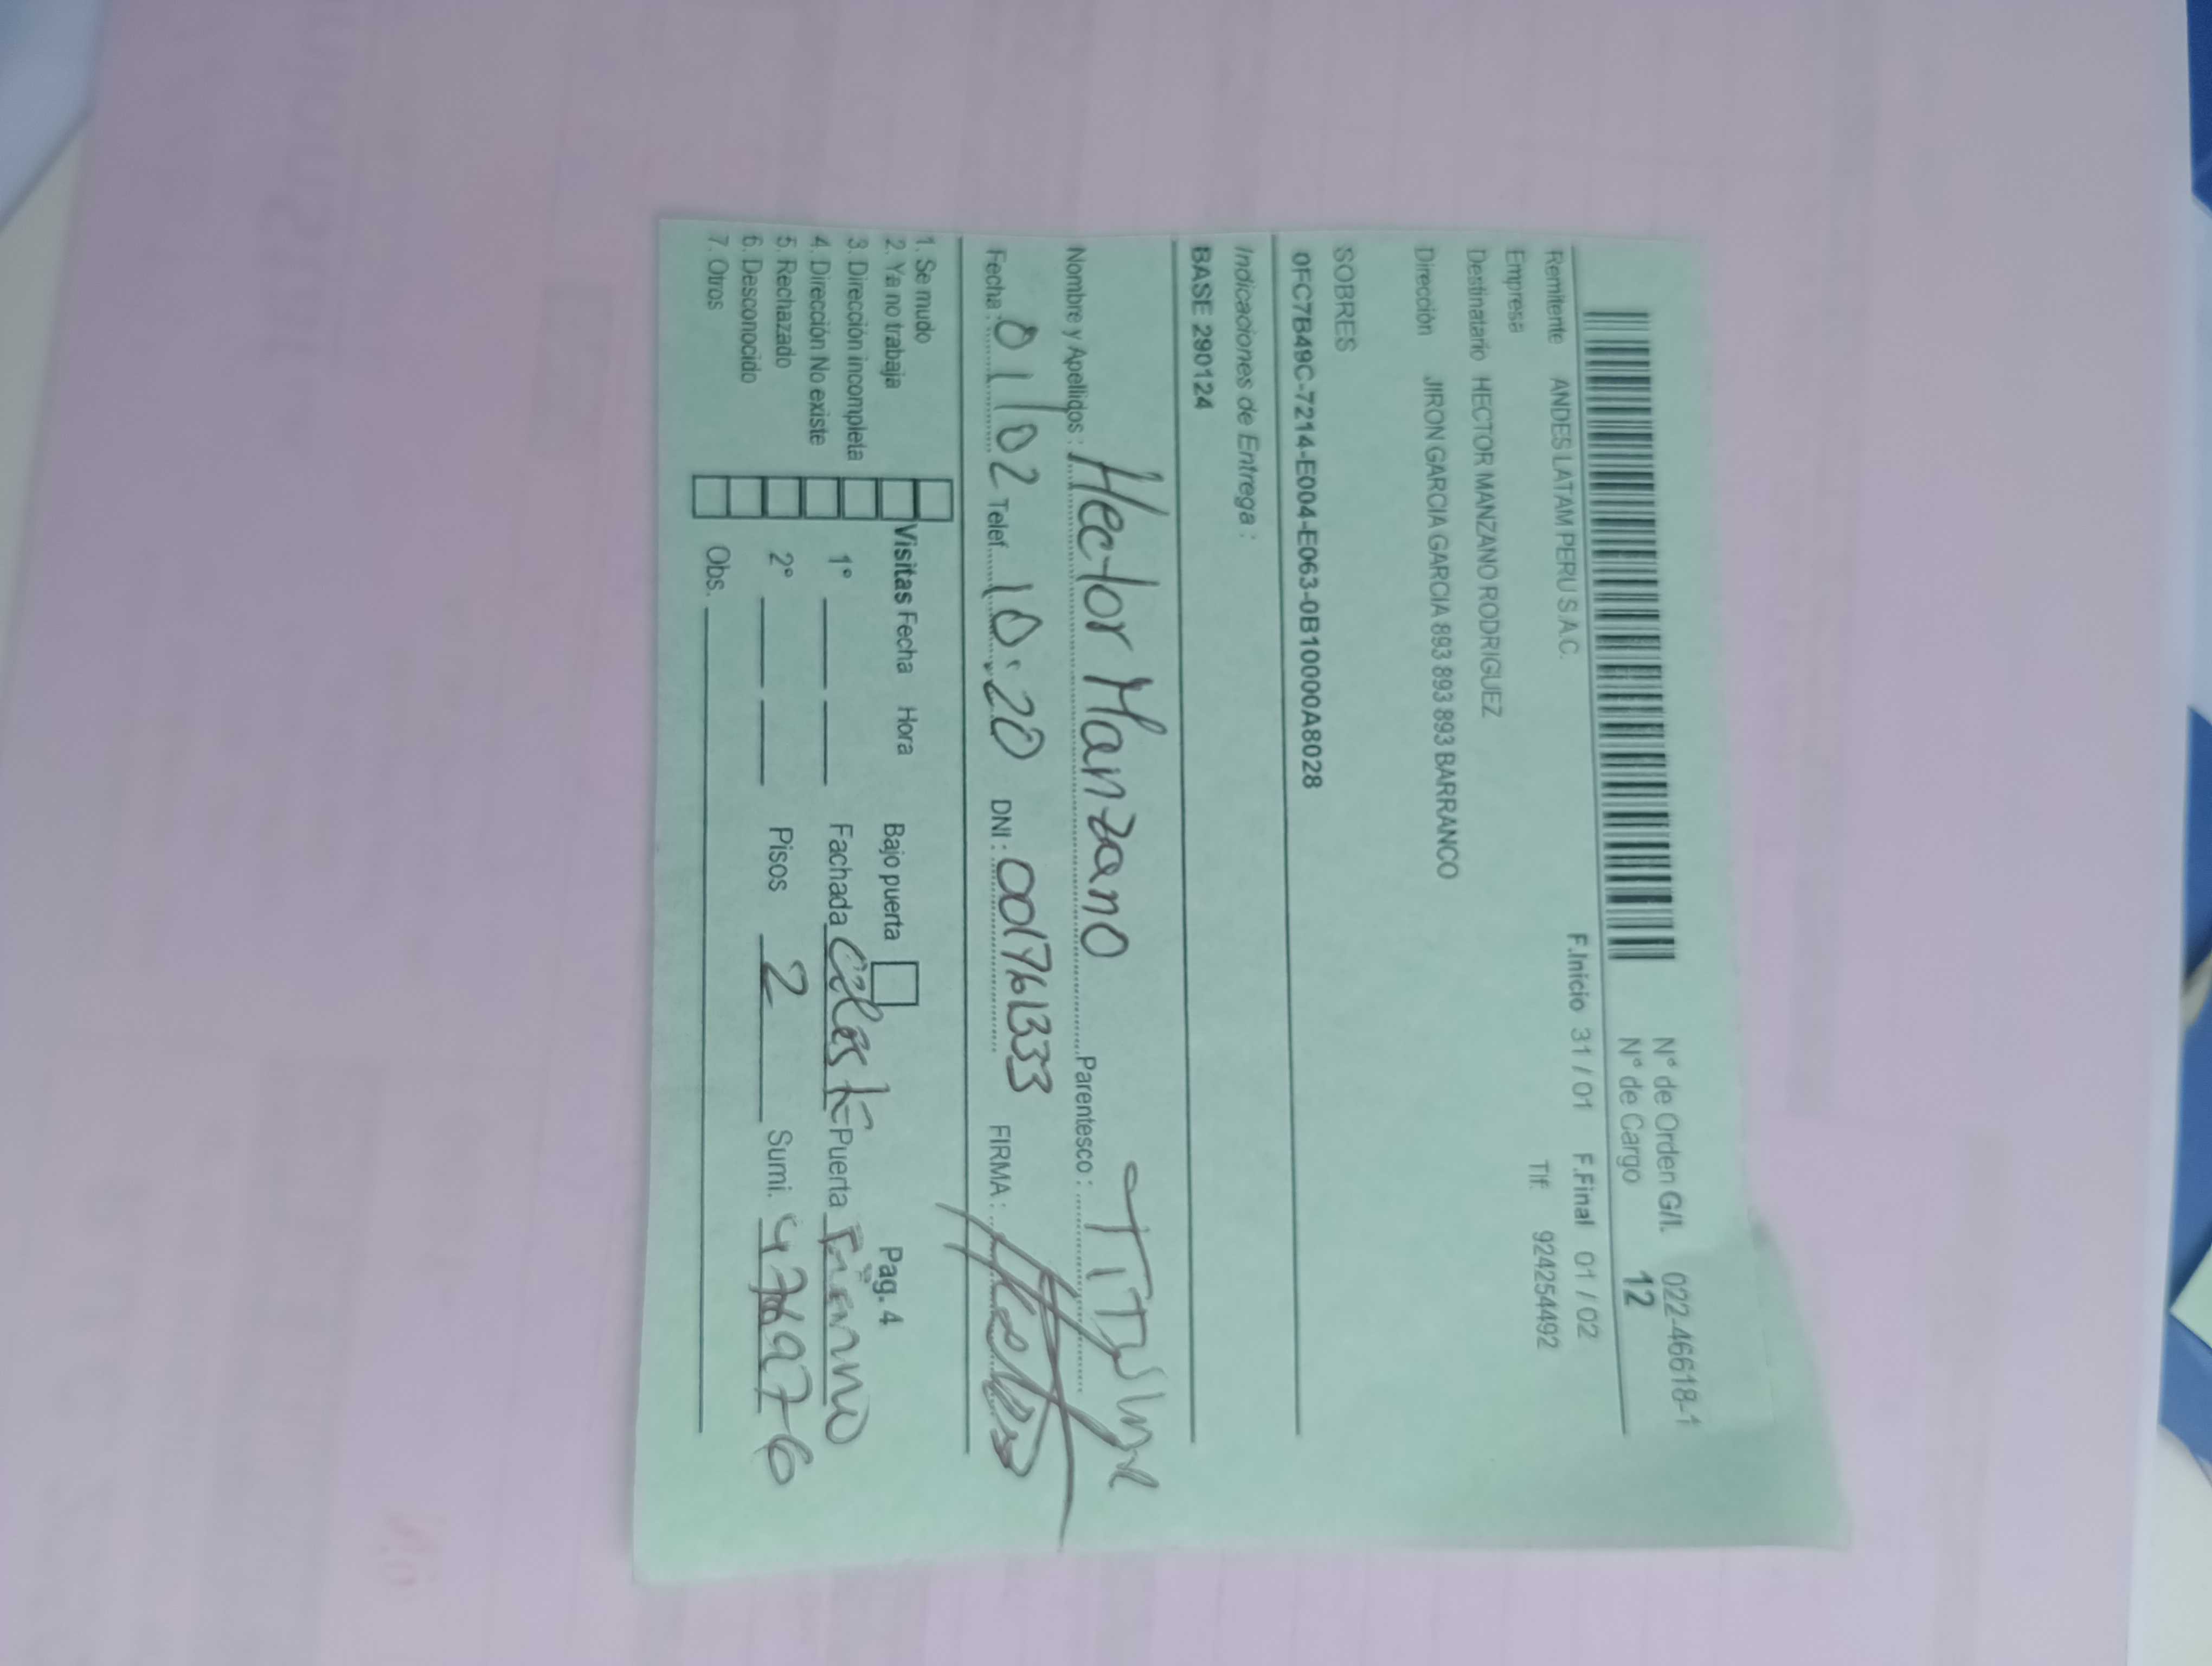 N° de Orden G/I. 022-46618-1
N° de Cargo 12
Remitente ANDES LATAM PERU S.A.C. F.Inicio 31 / 01 F.Final 01 / 02
Empresa Tlf: 924254492
Destinatario HECTOR MANZANO RODRIGUEZ
Dirección JIRON GARCIA GARCIA 893 893 893 BARRANCO
SOBRES
0FC7B49C-7214-E004-E063-0B10000A8028
Indicaciones de Entrega :
BASE 290124
Nombre y Apellidos : Hector Manzano Parentesco : Titular
Fecha : 01/02 Telef. 10:20 DNI : 001761333 FIRMA :
1. Se mudo
2. Ya no trabaja Visitas Fecha Hora Bajo puerta Pag. 4
3. Dirección incompleta
4. Dirección No existe 1° Fachada Celeste Puerta
5. Rechazado 2° Pisos 2 Sumi.
6. Desconocido
7. Otros Obs.